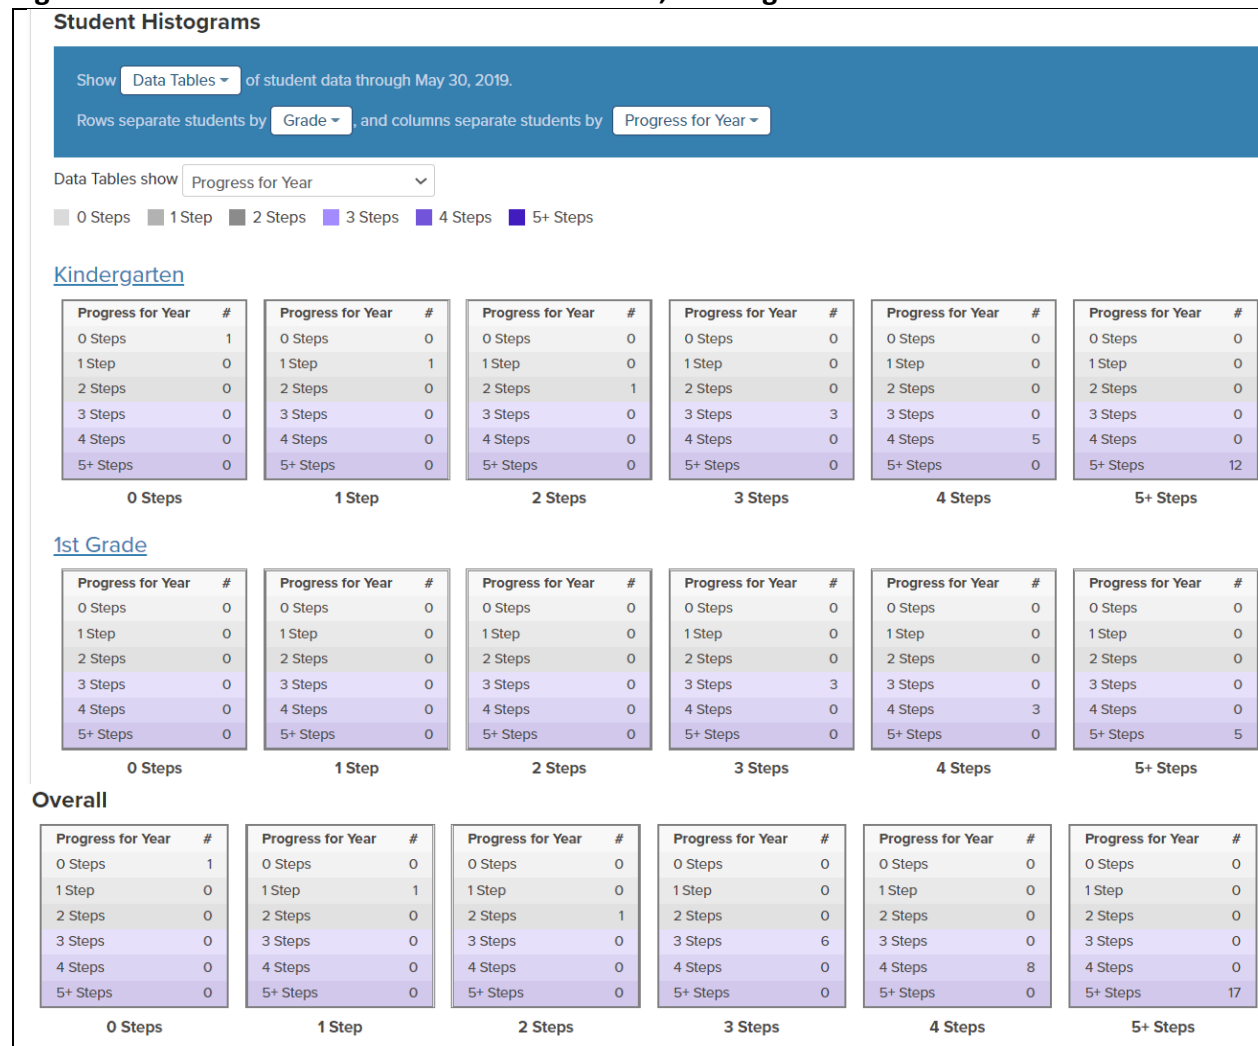 Student Histograms
Show Data Tables of student data through May 30, 2019.
Rows separate students by Grade , and columns separate students by Progress for Year
Data Tables show Progress for Year
0 Steps 1 Step 2 Steps 3 Steps 4 Steps 5+ Steps
Kindergarten
Progress for Year # Progress for Year # Progress for Year # Progress for Year # Progress for Year # Progress for Year #
0 Steps 1 0 Steps 0 0 Steps 0 0 Steps 0 0 Steps 0 0 Steps 0
1 Step 0 1 Step 1 1 Step 0 1 Step 0 1 Step 0 1 Step 0
2 Steps 0 2 Steps 0 2 Steps 1 2 Steps 0 2 Steps 0 2 Steps 0
3 Steps 0 3 Steps 0 3 Steps 0 3 Steps 3 3 Steps 0 3 Steps 0
4 Steps 0 4 Steps 0 4 Steps 0 4 Steps 0 4 Steps 5 4 Steps 0
5+ Steps 0 5+ Steps 0 5+ Steps 0 5+ Steps 0 5+ Steps 0 5+ Steps 12
0 Steps 1 Step 2 Steps 3 Steps 4 Steps 5+ Steps
1st Grade
Progress for Year # Progress for Year # Progress for Year # Progress for Year # Progress for Year # Progress for Year #
0 Steps 0 0 Steps 0 0 Steps 0 0 Steps 0 0 Steps 0 0 Steps 0
1 Step 0 1 Step 0 1 Step 0 1 Step 0 1 Step 0 1 Step 0
2 Steps 0 2 Steps 0 2 Steps 0 2 Steps 0 2 Steps 0 2 Steps 0
3 Steps 0 3 Steps 0 3 Steps 0 3 Steps 3 3 Steps 0 3 Steps 0
4 Steps 0 4 Steps 0 4 Steps 0 4 Steps 0 4 Steps 3 4 Steps 0
5+ Steps 0 5+ Steps 0 5+ Steps 0 5+ Steps 0 5+ Steps 0 5+ Steps 5
0 Steps 1 Step 2 Steps 3 Steps 4 Steps 5+ Steps
Overall
Progress for Year # Progress for Year # Progress for Year # Progress for Year # Progress for Year # Progress for Year #
0 Steps 1 0 Steps 0 0 Steps 0 0 Steps 0 0 Steps 0 0 Steps 0
1 Step 0 1 Step 1 1 Step 0 1 Step 0 1 Step 0 1 Step 0
2 Steps 0 2 Steps 0 2 Steps 1 2 Steps 0 2 Steps 0 2 Steps 0
3 Steps 0 3 Steps 0 3 Steps 0 3 Steps 6 3 Steps 0 3 Steps 0
4 Steps 0 4 Steps 0 4 Steps 0 4 Steps 0 4 Steps 8 4 Steps 0
5+ Steps 0 5+ Steps 0 5+ Steps 0 5+ Steps 0 5+ Steps 0 5+ Steps 17
0 Steps 1 Step 2 Steps 3 Steps 4 Steps 5+ Steps